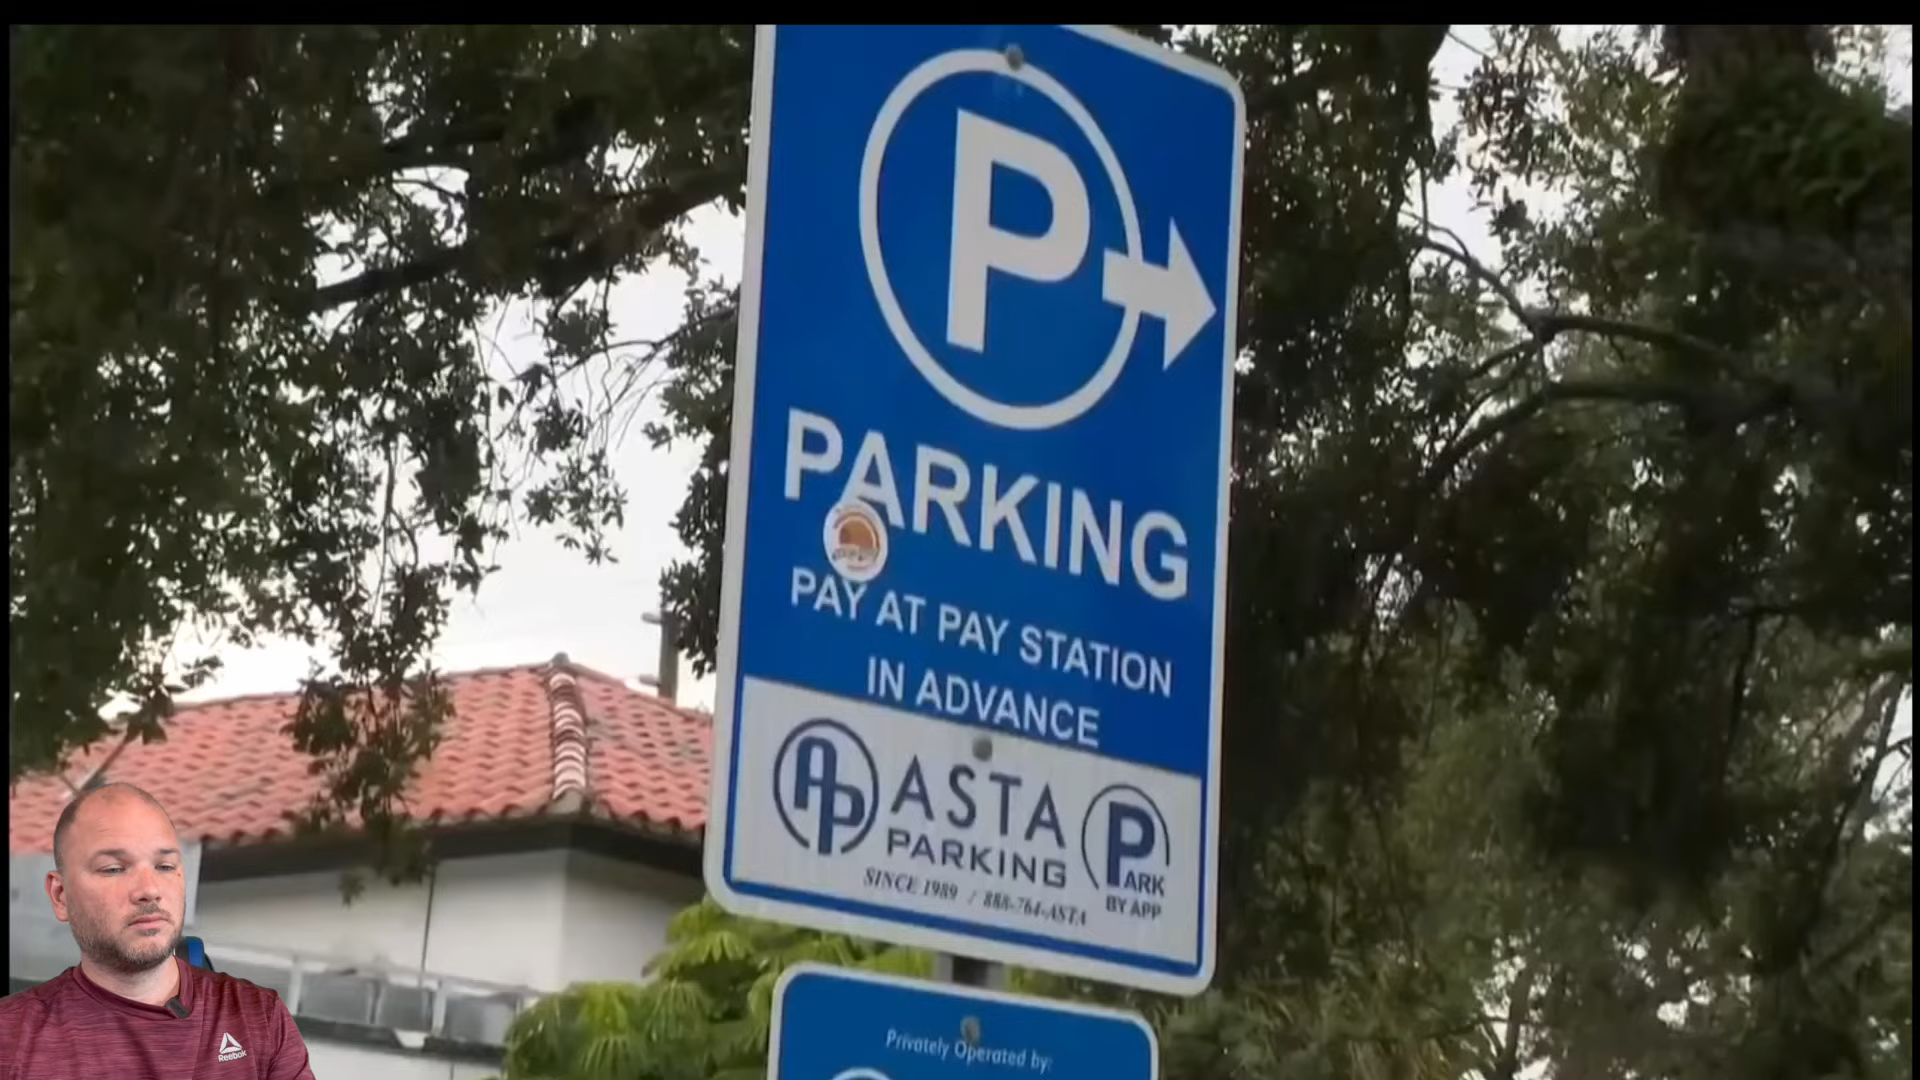 P
PARKING
PAY AT PAY STATION
IN ADVANCE
AP ASTA
PARKING
SINCE 1989 / 888-764-ASTA
PARK
BY APP
Privately Operated by:
Reebok